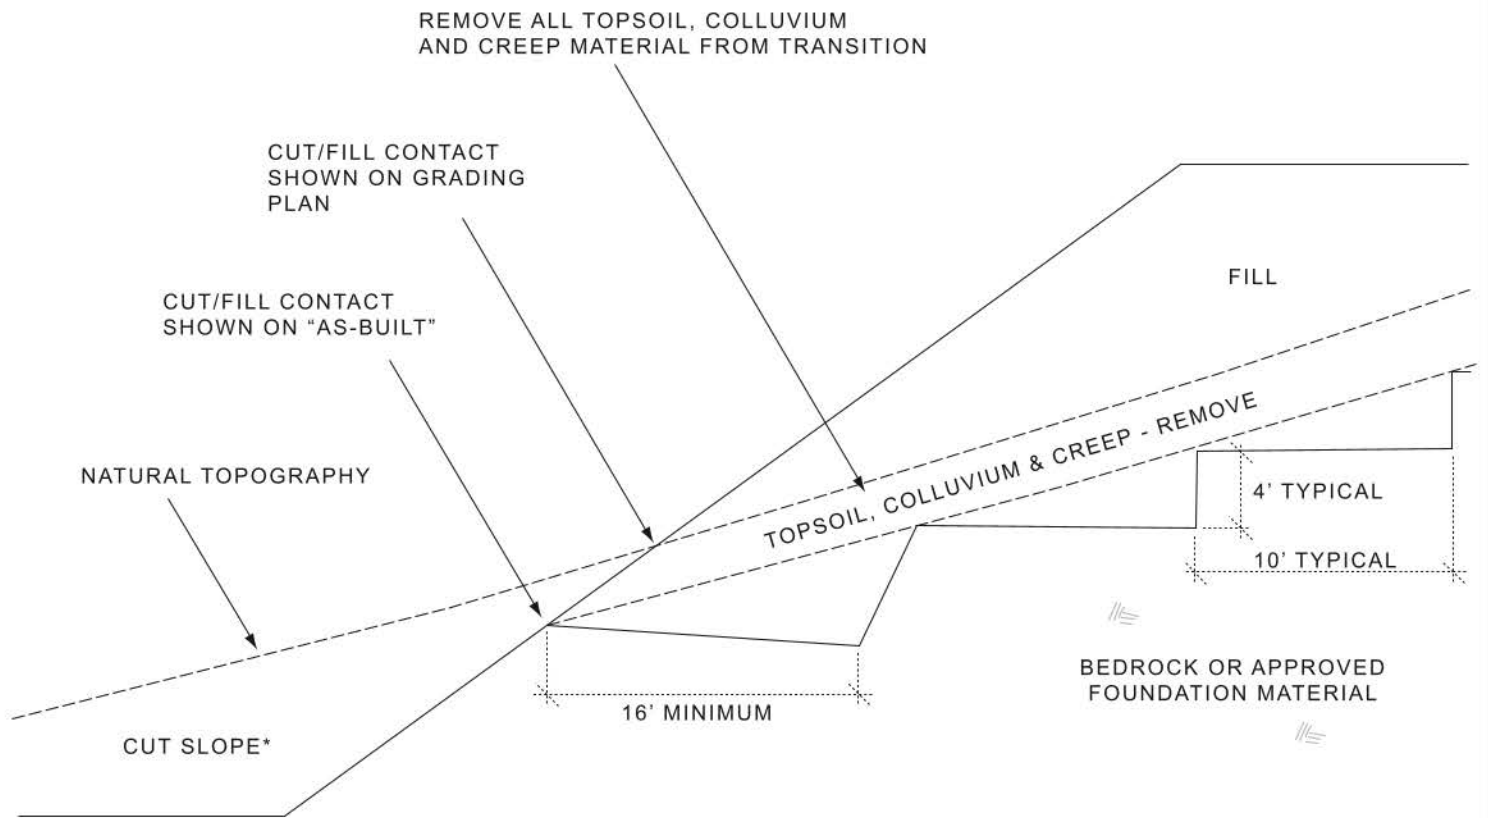 REMOVE ALL TOPSOIL, COLLUVIUM
AND CREEP MATERIAL FROM TRANSITION
CUT/FILL CONTACT
SHOWN ON GRADING
PLAN
CUT/FILL CONTACT
SHOWN ON “AS-BUILT”
NATURAL TOPOGRAPHY
FILL
TOPSOIL, COLLUVIUM & CREEP - REMOVE
4’ TYPICAL
10’ TYPICAL
BEDROCK OR APPROVED
FOUNDATION MATERIAL
16’ MINIMUM
CUT SLOPE*